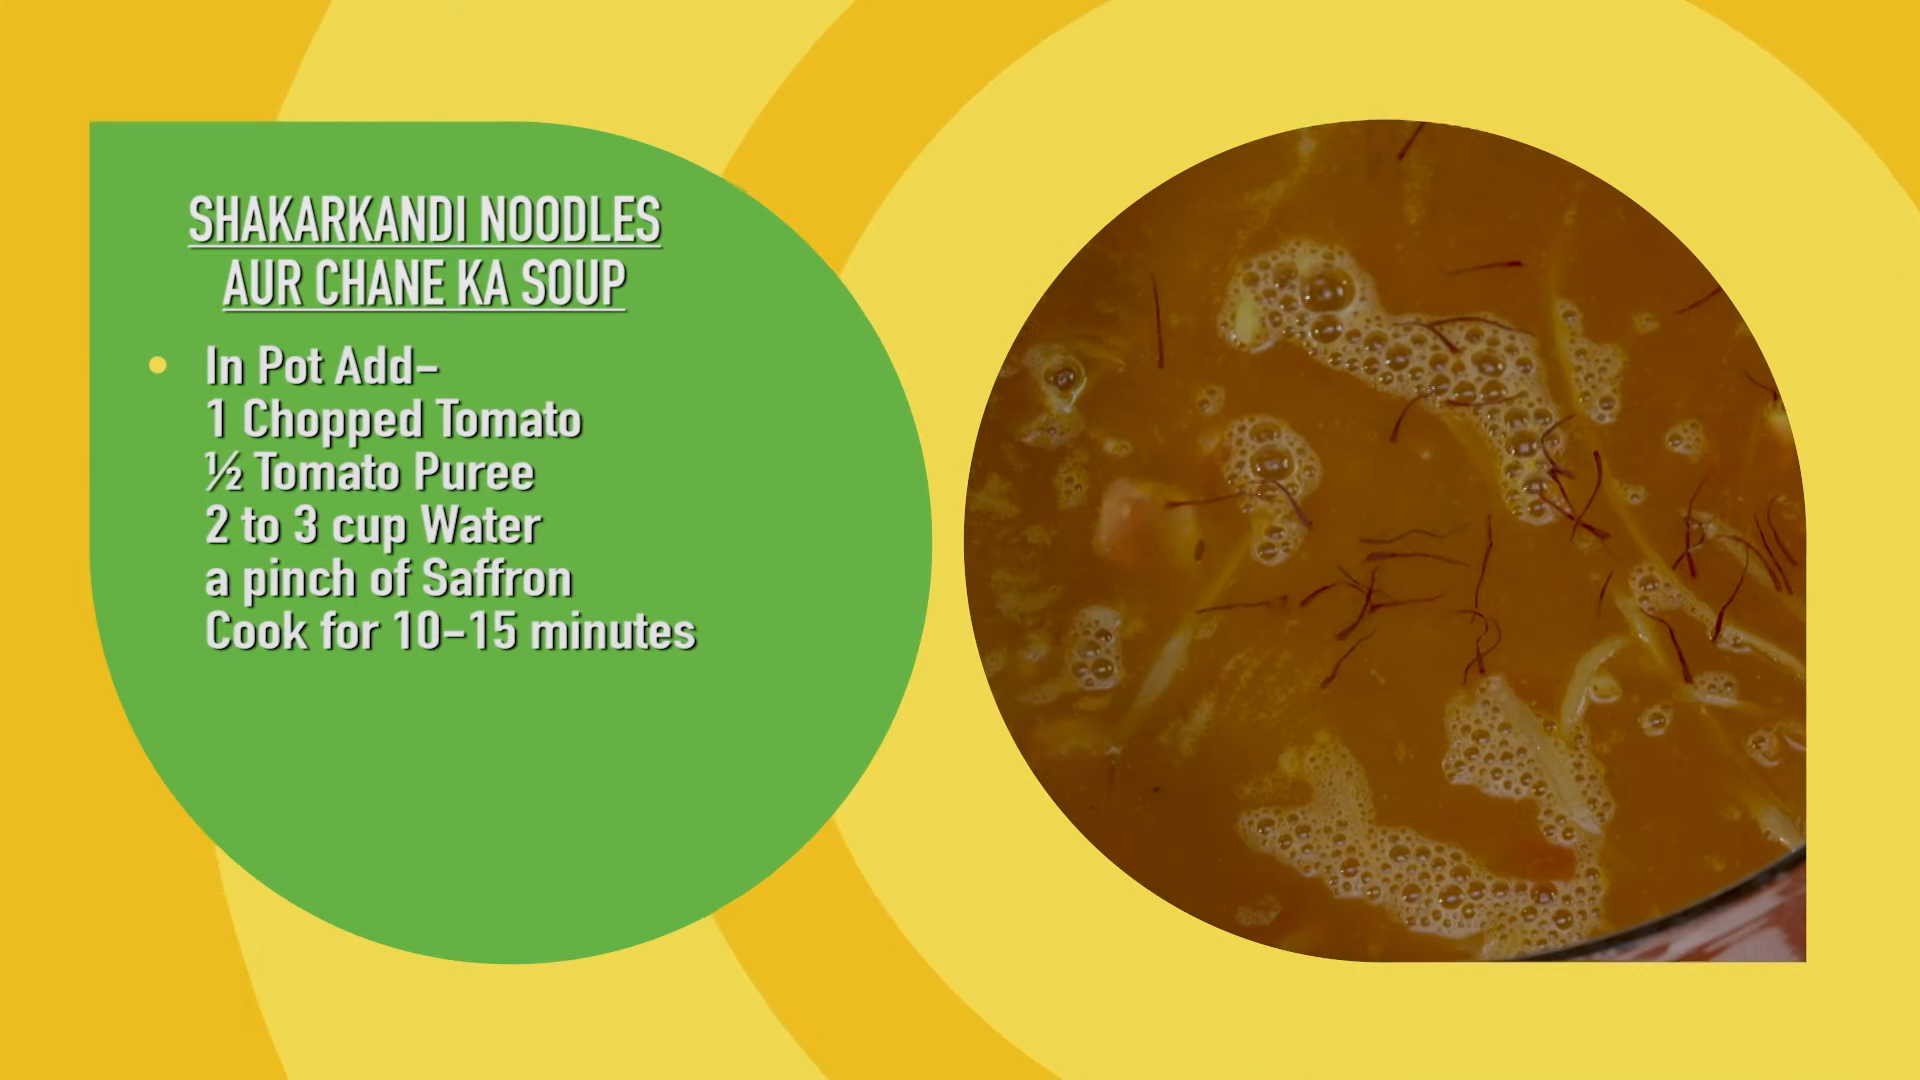 SHAKARKANDI NOODLES
AUR CHANE KA SOUP
• In Pot Add–
1 Chopped Tomato
½ Tomato Puree
2 to 3 cup Water
a pinch of Saffron
Cook for 10–15 minutes